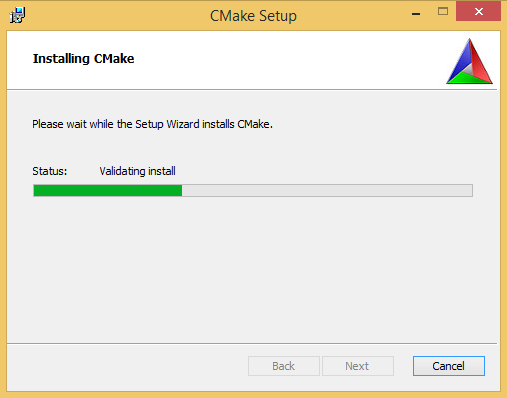 CMake Setup
Installing CMake
Please wait while the Setup Wizard installs CMake.
Status: Validating install
Back Next Cancel